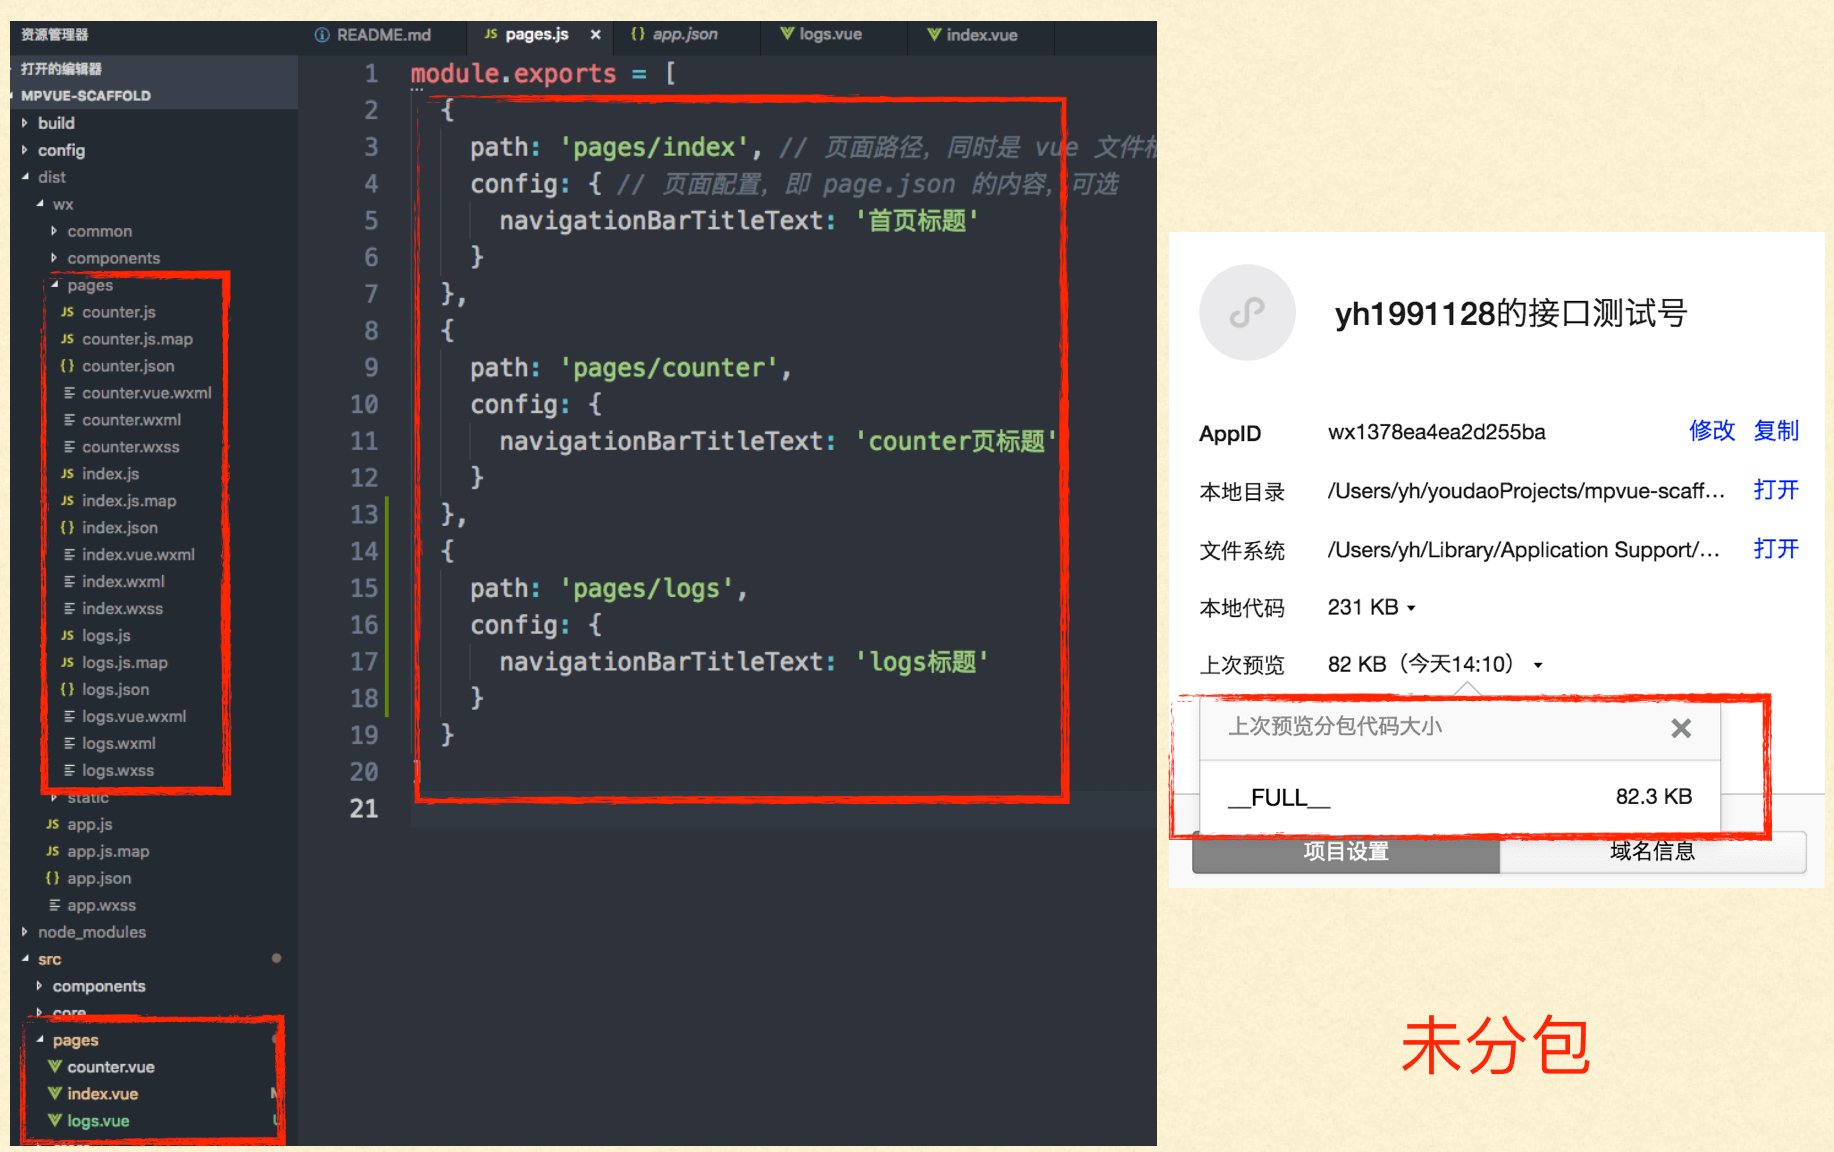 资源管理器
打开的编辑器
MPVUE-SCAFFOLD
build
config
dist
wx
common
components
pages
JS counter.js
JS counter.js.map
{} counter.json
counter.vue.wxml
counter.wxml
counter.wxss
JS index.js
JS index.js.map
{} index.json
index.vue.wxml
index.wxml
index.wxss
JS logs.js
JS logs.js.map
{} logs.json
logs.vue.wxml
logs.wxml
logs.wxss
static
JS app.js
JS app.js.map
{} app.json
app.wxss
node_modules
src
components
core
pages
counter.vue
index.vue
logs.vue
README.md JS pages.js × {} app.json logs.vue index.vue
1 module.exports = [
2 {
3 path: 'pages/index', // 页面路径，同时是 vue 文件
4 config: { // 页面配置，即 page.json 的内容，可选
5 navigationBarTitleText: '首页标题'
6 }
7 },
8 {
9 path: 'pages/counter',
10 config: {
11 navigationBarTitleText: 'counter页标题'
12 }
13 },
14 {
15 path: 'pages/logs',
16 config: {
17 navigationBarTitleText: 'logs标题'
18 }
19 }
20
21
yh1991128的接口测试号
AppID wx1378ea4ea2d255ba 修改 复制
本地目录 /Users/yh/youdaoProjects/mpvue-scaff... 打开
文件系统 /Users/yh/Library/Application Support/... 打开
本地代码 231 KB
上次预览 82 KB（今天14:10）
上次预览分包代码大小 ×
__FULL__ 82.3 KB
项目设置 域名信息
未分包